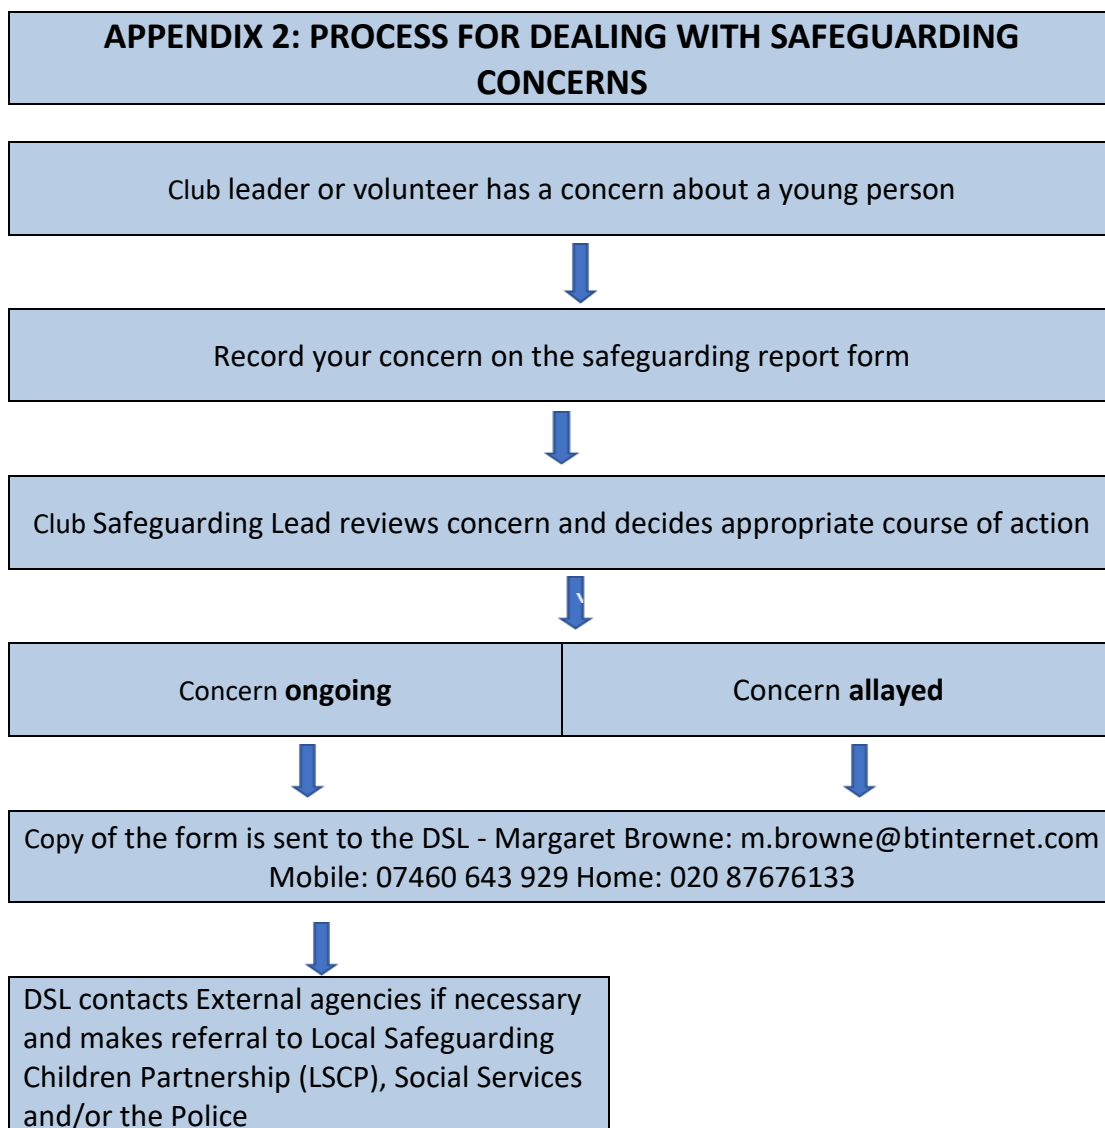 APPENDIX 2: PROCESS FOR DEALING WITH SAFEGUARDING
CONCERNS
Club leader or volunteer has a concern about a young person
Record your concern on the safeguarding report form
Club Safeguarding Lead reviews concern and decides appropriate course of action
Concern ongoing
Concern allayed
Copy of the form is sent to the DSL - Margaret Browne: m.browne@btinternet.com
Mobile: 07460 643 929 Home: 020 87676133
DSL contacts External agencies if necessary
and makes referral to Local Safeguarding
Children Partnership (LSCP), Social Services
and/or the Police